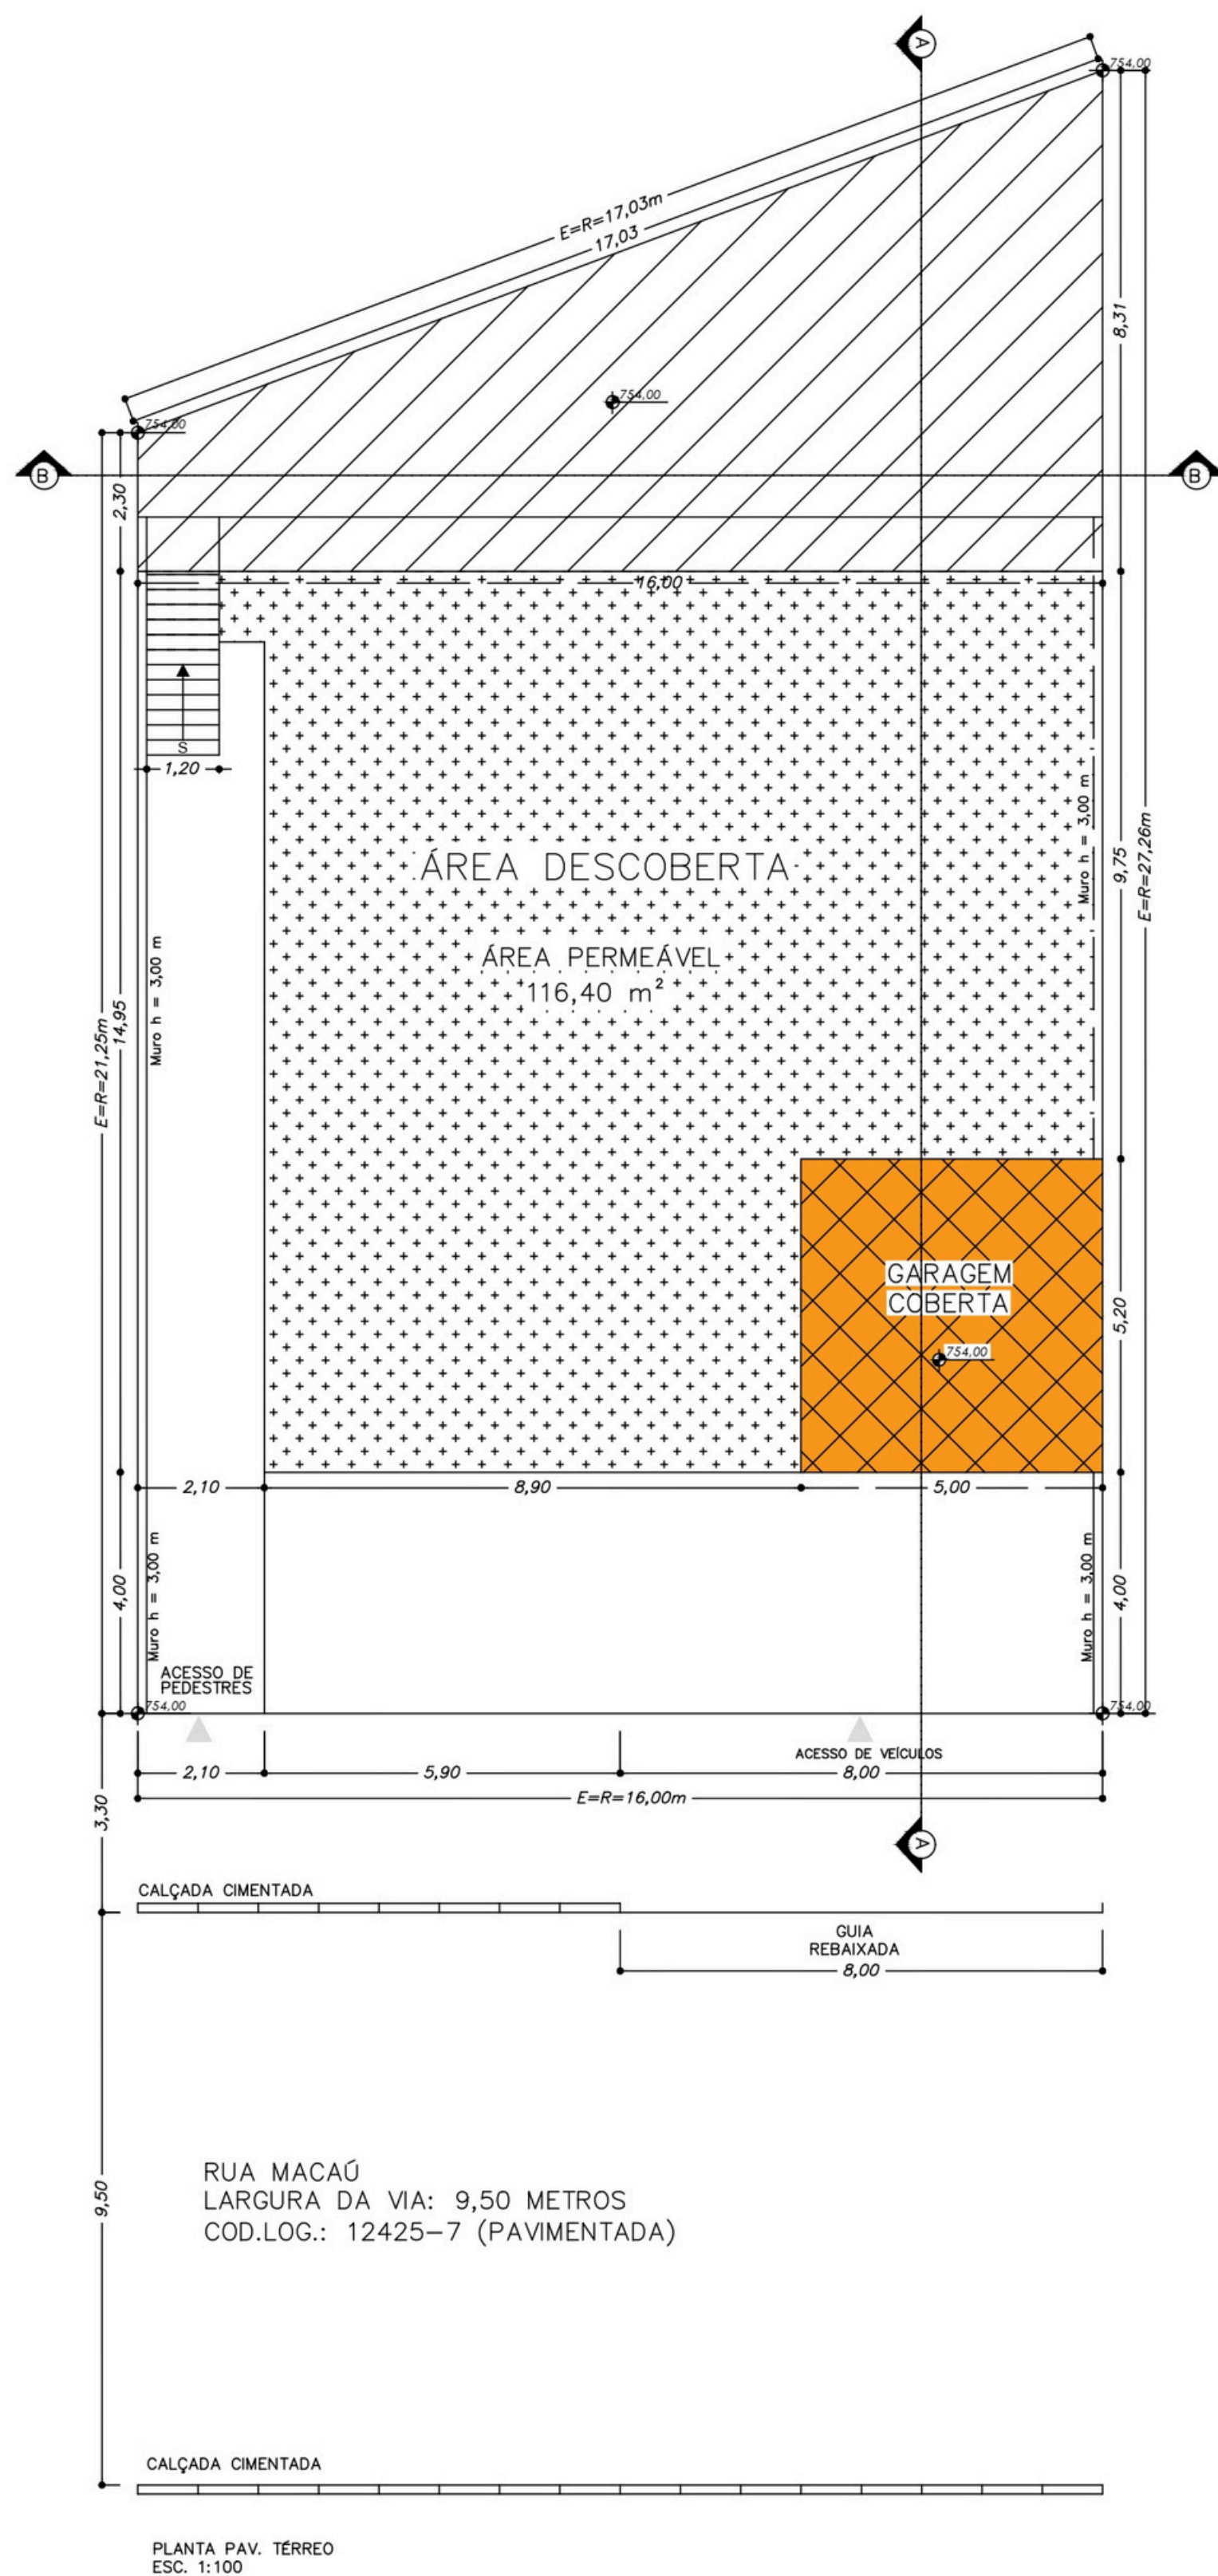 A
754,00
E=R=17,03m
17,03
8,31
754,00
754,00
B
B
2,30
16,00
S
1,20
Muro h = 3,00 m
9,75
E=R=27,26m
ÁREA DESCOBERTA
ÁREA PERMEÁVEL
116,40 m²
Muro h = 3,00 m
14,95
E=R=21,25m
GARAGEM
COBERTA
754,00
5,20
2,10
8,90
5,00
Muro h = 3,00 m
Muro h = 3,00 m
4,00
4,00
ACESSO DE
PEDESTRES
754,00
754,00
ACESSO DE VEÍCULOS
2,10
5,90
8,00
E=R=16,00m
3,30
A
CALÇADA CIMENTADA
GUIA
REBAIXADA
8,00
RUA MACAÚ
LARGURA DA VIA: 9,50 METROS
COD.LOG.: 12425-7 (PAVIMENTADA)
9,50
CALÇADA CIMENTADA
PLANTA PAV. TÉRREO
ESC. 1:100